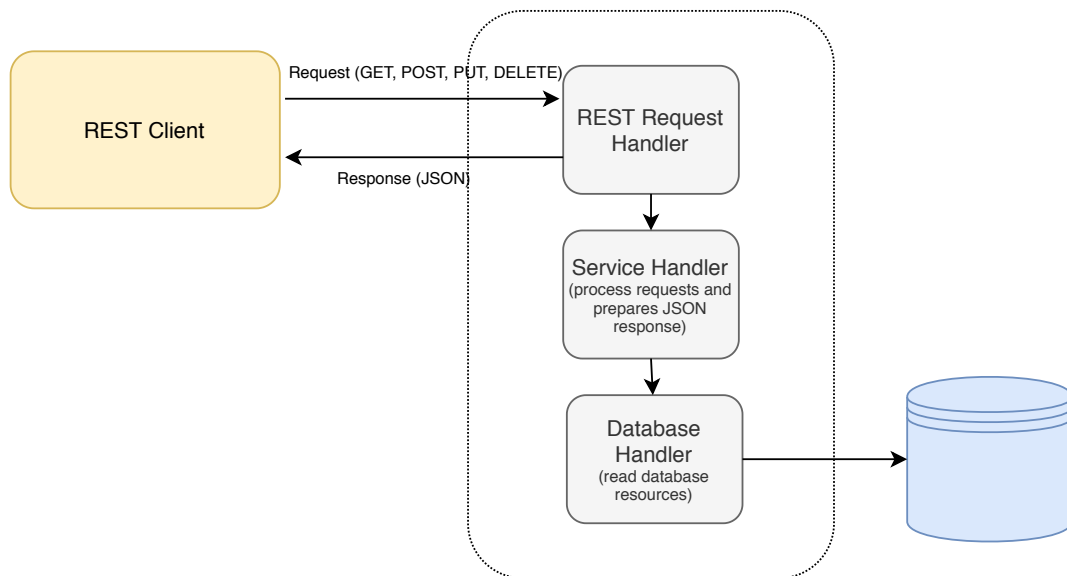 Request (GET, POST, PUT, DELETE)
REST Client
REST Request
Handler
Response (JSON)
Service Handler
(process requests and
prepares JSON
response)
Database
Handler
(read database
resources)